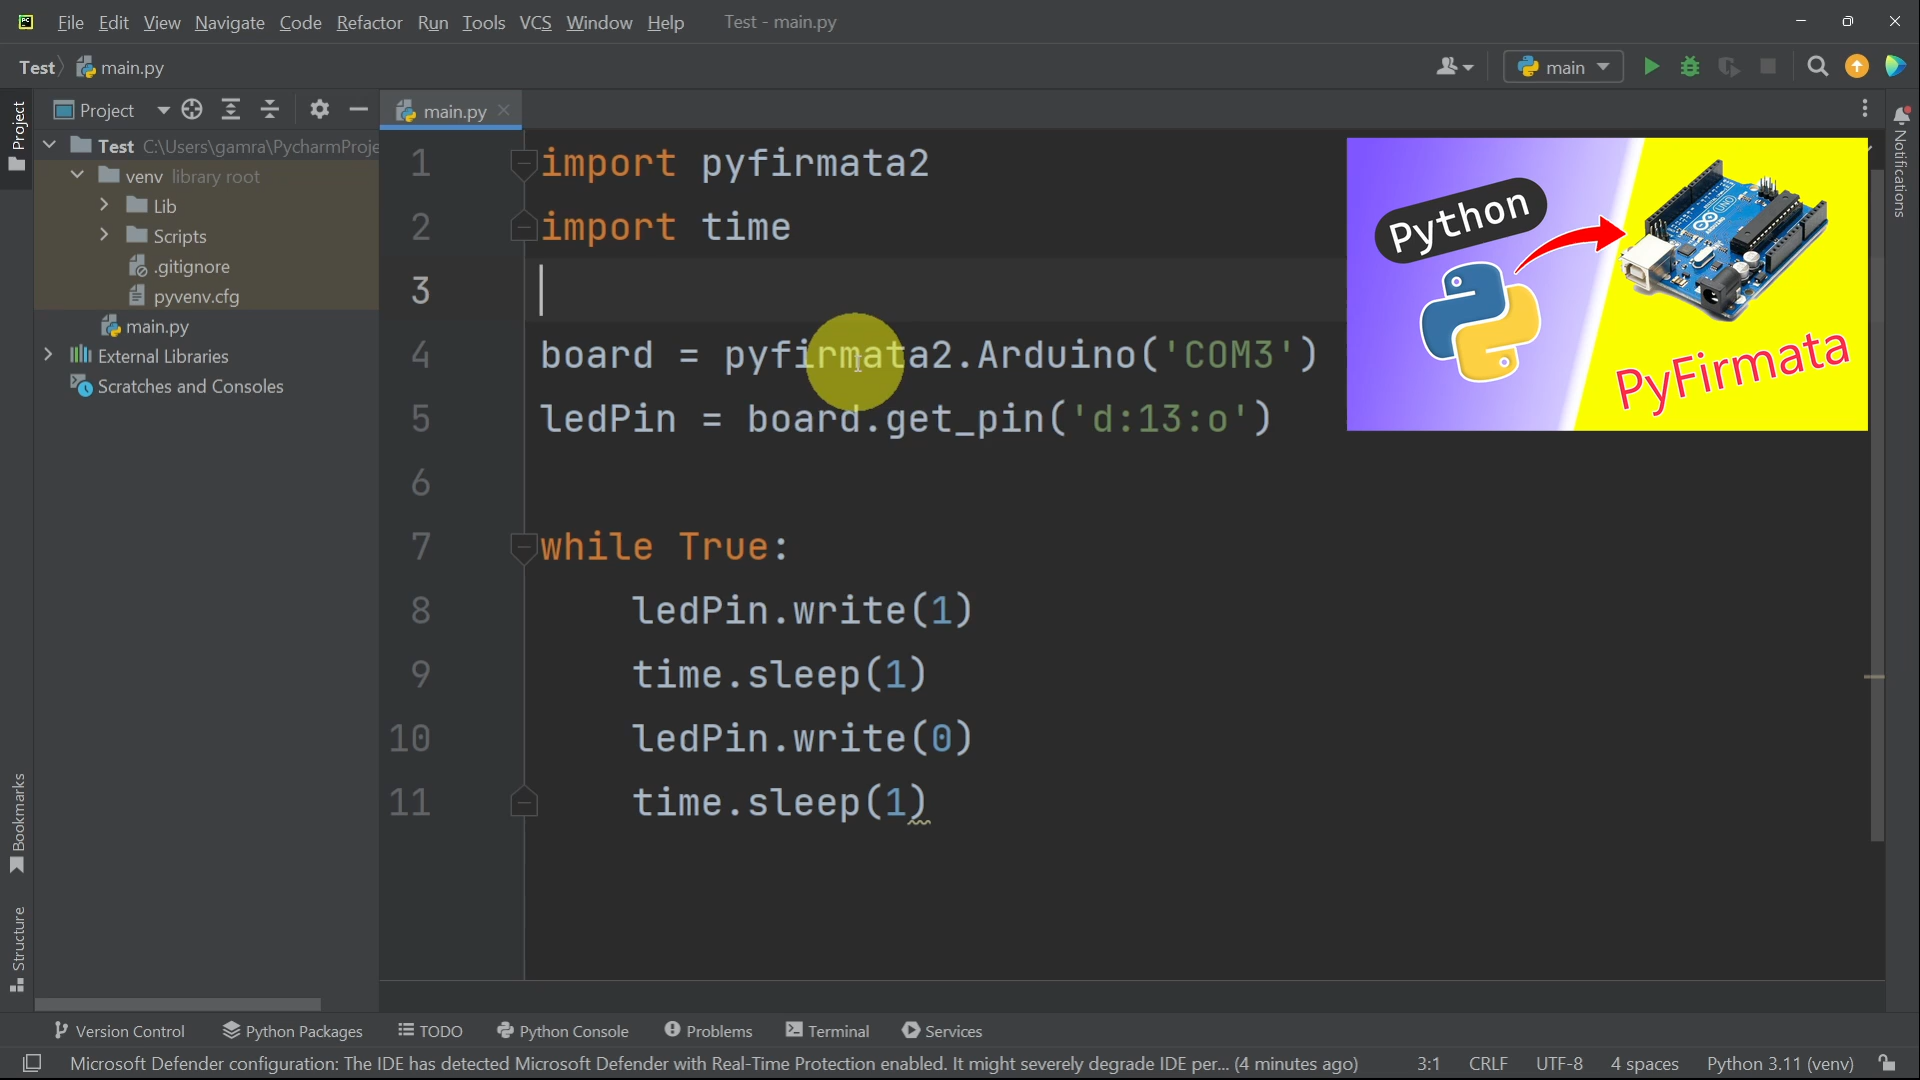 File Edit View Navigate Code Refactor Run Tools VCS Window Help Test - main.py
Test main.py main
Project main.py
Test C:\Users\gamra\PycharmProje
venv library root
Lib
Scripts
.gitignore
pyvenv.cfg
main.py
External Libraries
Scratches and Consoles
Project
Bookmarks
Structure
1 import pyfirmata2
2 import time
3
4 board = pyfirmata2.Arduino('COM3')
5 ledPin = board.get_pin('d:13:o')
6
7 while True:
8 ledPin.write(1)
9 time.sleep(1)
10 ledPin.write(0)
11 time.sleep(1)
Python
UNO
PyFirmata
Notifications
Version Control Python Packages TODO Python Console Problems Terminal Services
Microsoft Defender configuration: The IDE has detected Microsoft Defender with Real-Time Protection enabled. It might severely degrade IDE per... (4 minutes ago) 3:1 CRLF UTF-8 4 spaces Python 3.11 (venv)